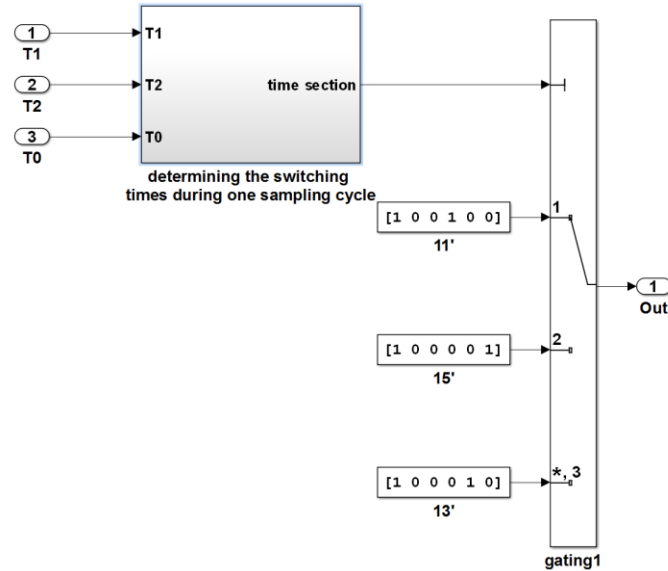 1
T1
T1
2
T2
T2
time section
3
T0
T0
determining the switching
times during one sampling cycle
[1 0 0 1 0 0]
1
11'
1
Out
[1 0 0 0 0 1]
2
15'
[1 0 0 0 1 0]
*, 3
13'
gating1